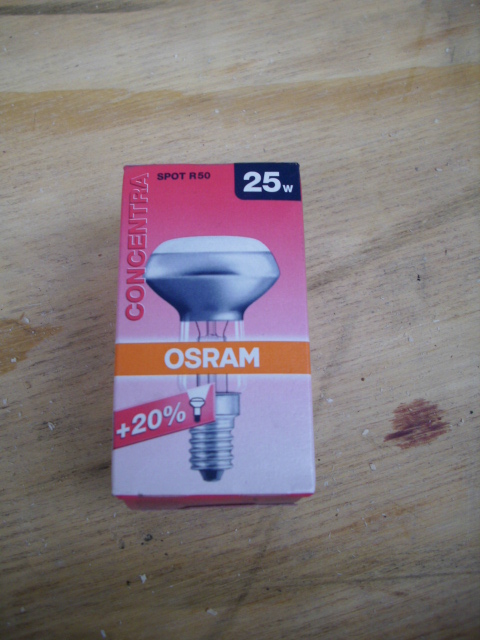 SPOT R50
25W
CONCENTRA
OSRAM
+20%